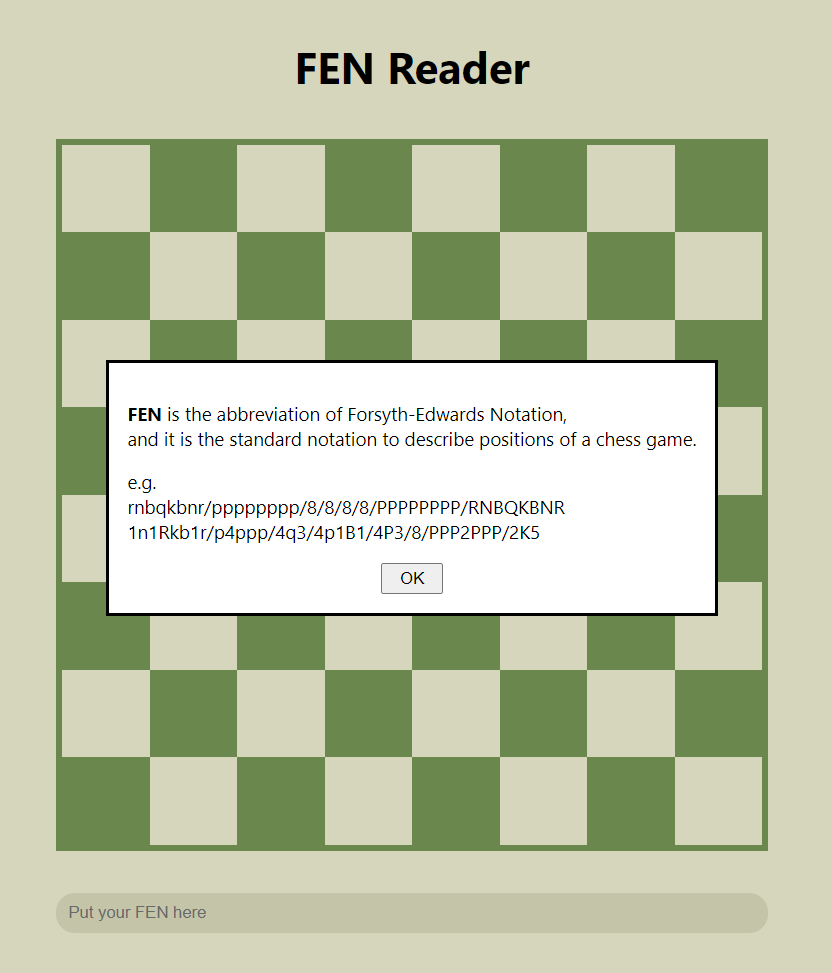 FEN Reader
FEN is the abbreviation of Forsyth-Edwards Notation,
and it is the standard notation to describe positions of a chess game.
e.g.
rnbqkbnr/pppppppp/8/8/8/8/PPPPPPPP/RNBQKBNR
1n1Rkb1r/p4ppp/4q3/4p1B1/4P3/8/PPP2PPP/2K5
OK
Put your FEN here